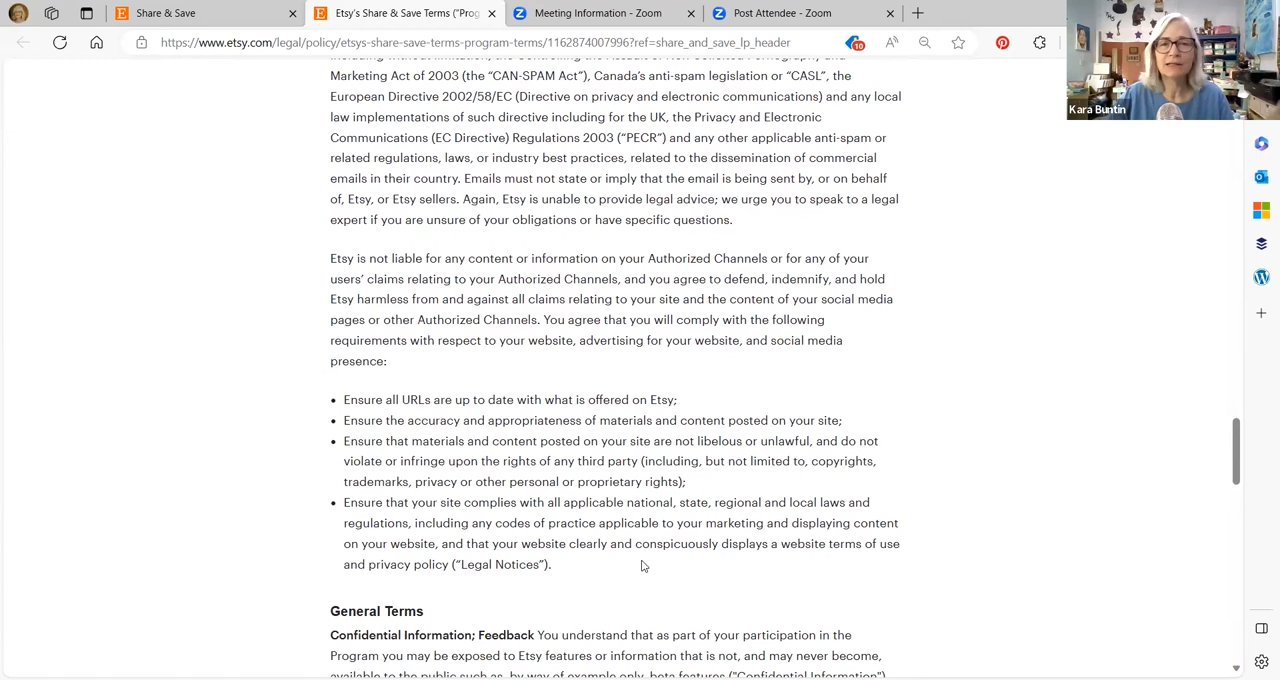 Share & Save
Etsy's Share & Save Terms ("Prog
Meeting Information - Zoom
Post Attendee - Zoom
https://www.etsy.com/legal/policy/etsys-share-save-terms-program-terms/1162874007996?ref=share_and_save_lp_header
10
Kara Buntin
Marketing Act of 2003 (the “CAN-SPAM Act”), Canada’s anti-spam legislation or “CASL”, the
European Directive 2002/58/EC (Directive on privacy and electronic communications) and any local
law implementations of such directive including for the UK, the Privacy and Electronic
Communications (EC Directive) Regulations 2003 (“PECR”) and any other applicable anti-spam or
related regulations, laws, or industry best practices, related to the dissemination of commercial
emails in their country. Emails must not state or imply that the email is being sent by, or on behalf
of, Etsy, or Etsy sellers. Again, Etsy is unable to provide legal advice; we urge you to speak to a legal
expert if you are unsure of your obligations or have specific questions.
Etsy is not liable for any content or information on your Authorized Channels or for any of your
users’ claims relating to your Authorized Channels, and you agree to defend, indemnify, and hold
Etsy harmless from and against all claims relating to your site and the content of your social media
pages or other Authorized Channels. You agree that you will comply with the following
requirements with respect to your website, advertising for your website, and social media
presence:
• Ensure all URLs are up to date with what is offered on Etsy;
• Ensure the accuracy and appropriateness of materials and content posted on your site;
• Ensure that materials and content posted on your site are not libelous or unlawful, and do not
violate or infringe upon the rights of any third party (including, but not limited to, copyrights,
trademarks, privacy or other personal or proprietary rights);
• Ensure that your site complies with all applicable national, state, regional and local laws and
regulations, including any codes of practice applicable to your marketing and displaying content
on your website, and that your website clearly and conspicuously displays a website terms of use
and privacy policy (“Legal Notices”).
General Terms
Confidential Information; Feedback You understand that as part of your participation in the
Program you may be exposed to Etsy features or information that is not, and may never become,
available to the public such as, by way of example only, beta features ("Confidential Information")